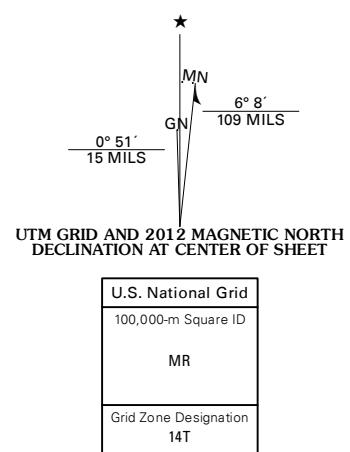 ★
MN
GN
6° 8´
109 MILS
0° 51´
15 MILS
UTM GRID AND 2012 MAGNETIC NORTH
DECLINATION AT CENTER OF SHEET
U.S. National Grid
100,000-m Square ID
MR
Grid Zone Designation
14T